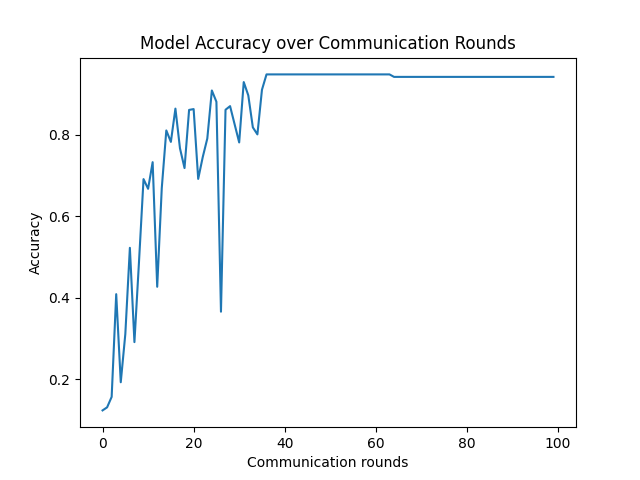 Model Accuracy over Communication Rounds
Accuracy
0.8
0.6
0.4
0.2
0 20 40 60 80 100
Communication rounds